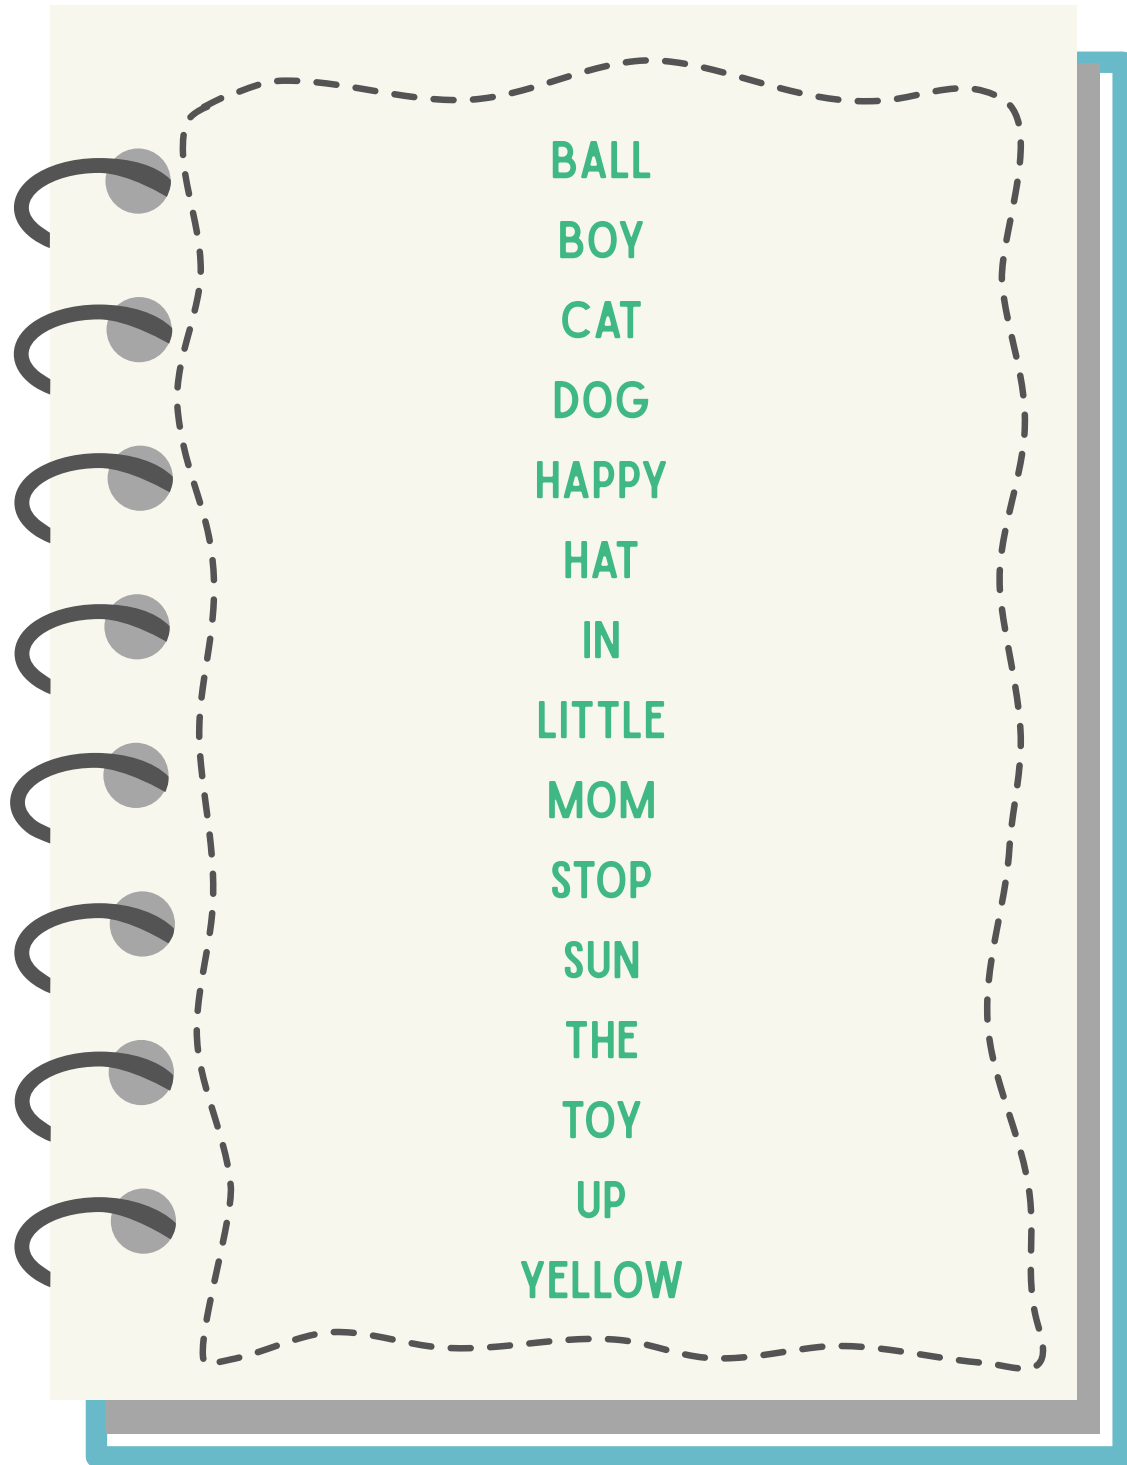 BALL
BOY
CAT
DOG
HAPPY
HAT
IN
LITTLE
MOM
STOP
SUN
THE
TOY
UP
YELLOW